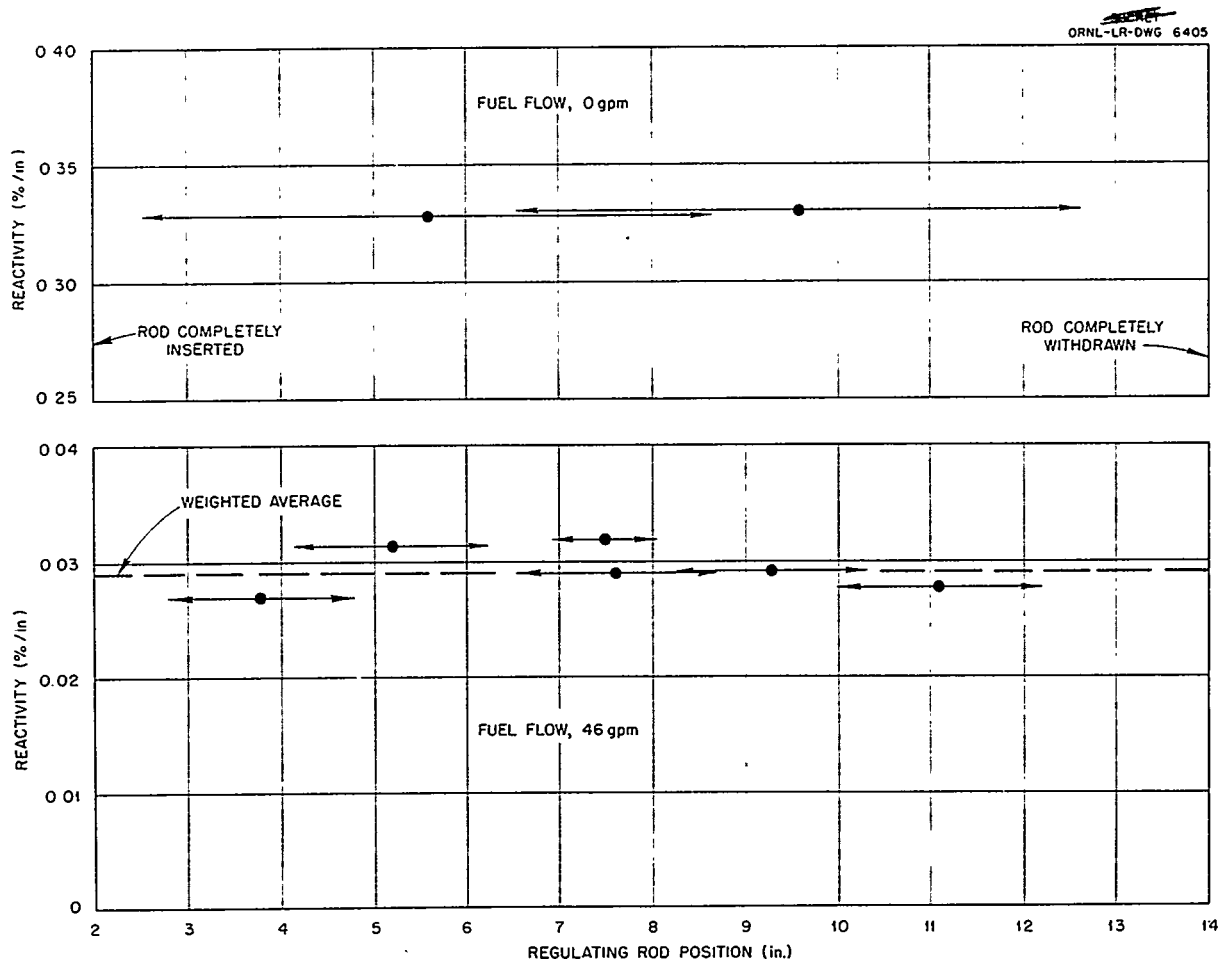 ORNL-LR-DWG 6405
0 40
0 35
0 30
0 25
REACTIVITY (%/in)
FUEL FLOW, 0 gpm
ROD COMPLETELY
INSERTED
ROD COMPLETELY
WITHDRAWN
0 04
0 03
0 02
0 01
0
REACTIVITY (%/in)
WEIGHTED AVERAGE
FUEL FLOW, 46 gpm
2 3 4 5 6 7 8 9 10 11 12 13 14
REGULATING ROD POSITION (in.)